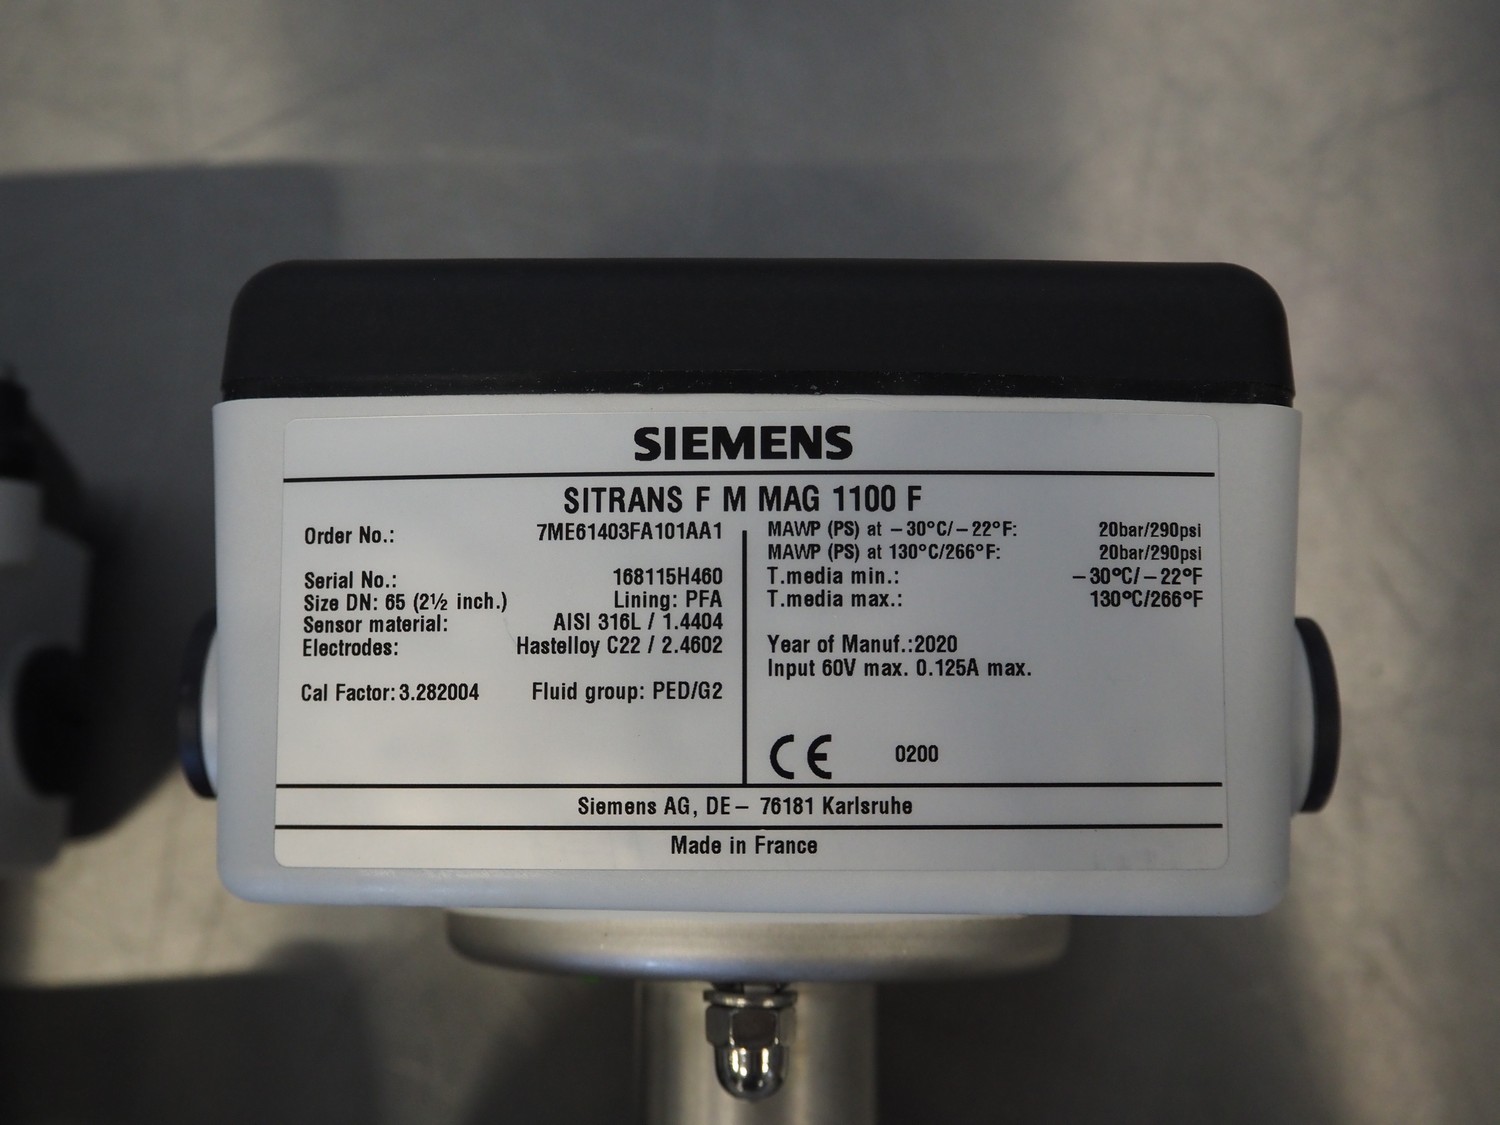 SIEMENS
SITRANS F M MAG 1100 F
Order No.: 7ME61403FA101AA1
Serial No.: 168115H460
Size DN: 65 (2½ inch.) Lining: PFA
Sensor material: AISI 316L / 1.4404
Electrodes: Hastelloy C22 / 2.4602
Cal Factor: 3.282004 Fluid group: PED/G2
MAWP (PS) at −30°C/−22°F: 20bar/290psi
MAWP (PS) at 130°C/266°F: 20bar/290psi
T.media min.: −30°C/−22°F
T.media max.: 130°C/266°F
Year of Manuf.:2020
Input 60V max. 0.125A max.
CE 0200
Siemens AG, DE– 76181 Karlsruhe
Made in France